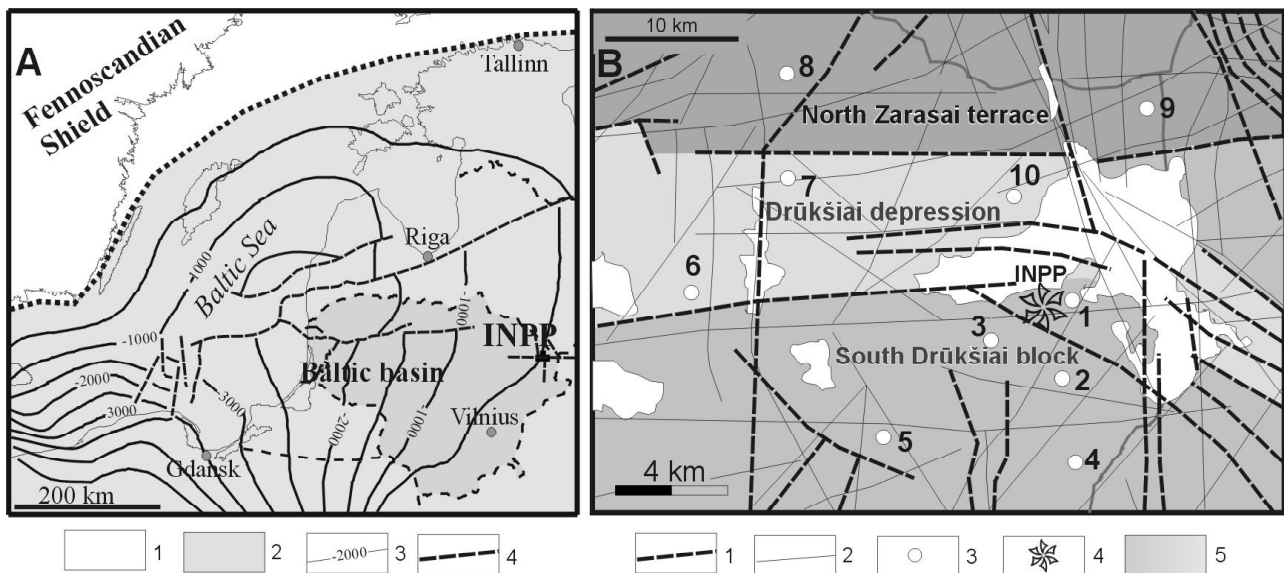 A
Fennoscandian
Shield
Tallinn
Baltic Sea
-1000
Riga
-1000
-1000
-2000
3000
-3000
INPP
Baltic basin
-2000
-1000
Vilnius
Gdansk
200 km
1
2
-2000
3
4
10 km
B
8
North Zarasai terrace
9
7
10
Drūkšiai depression
6
INPP
1
3
South Drūkšiai block
2
5
4
4 km
1
2
3
4
5